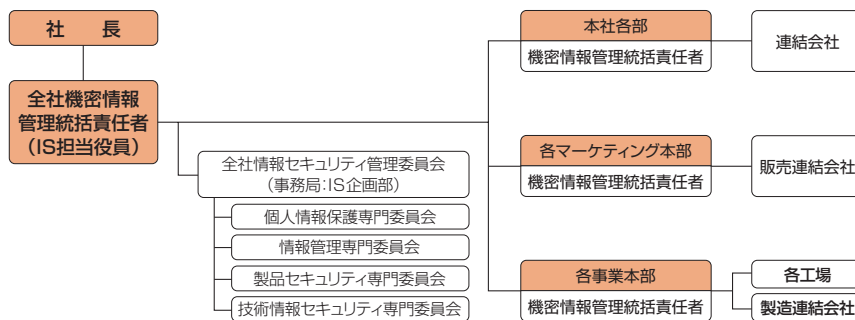 社　長
全社機密情報
管理統括責任者
(IS担当役員)
全社情報セキュリティ管理委員会
(事務局:IS企画部)
個人情報保護専門委員会
情報管理専門委員会
製品セキュリティ専門委員会
技術情報セキュリティ専門委員会
本社各部
機密情報管理統括責任者
連結会社
各マーケティング本部
機密情報管理統括責任者
販売連結会社
各事業本部
機密情報管理統括責任者
各工場
製造連結会社